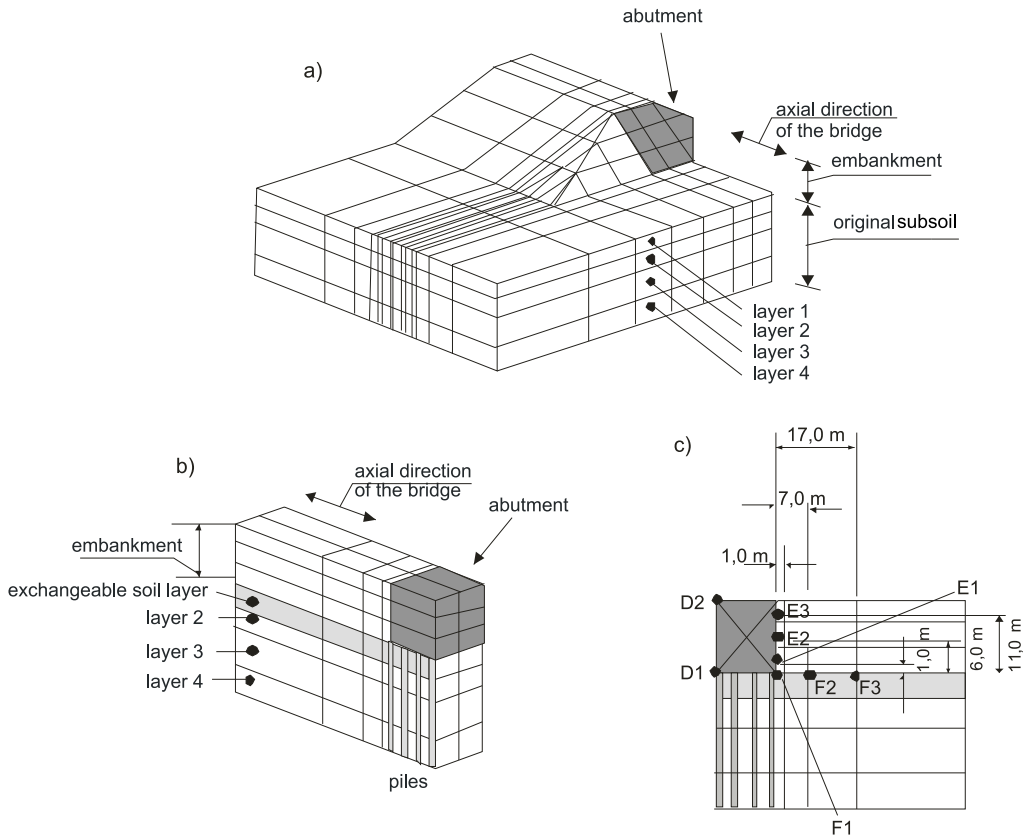 abutment
a)
axial direction
of the bridge
embankment
original subsoil
layer 1
layer 2
layer 3
layer 4
b)
axial direction
of the bridge
abutment
embankment
exchangeable soil layer
layer 2
layer 3
layer 4
piles
c)
17,0 m
7,0 m
1,0 m
E1
D2
E3
E2
D1
F2
F3
1,0 m
6,0 m
11,0 m
F1